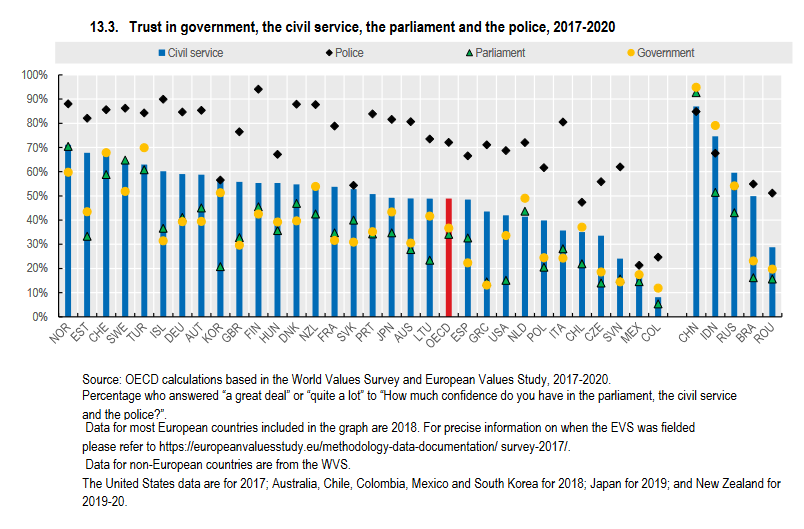 13.3. Trust in government, the civil service, the parliament and the police, 2017-2020
Civil service Police Parliament Government
100%
90%
80%
70%
60%
50%
40%
30%
20%
10%
0%
NOR EST CHE SWE TUR ISL DEU AUT KOR GBR FIN HUN DNK NZL FRA SVK PRT JPN AUS LTU OECD ESP GRC USA NLD POL ITA CHL CZE SVN MEX COL CHN IDN RUS BRA ROU
Source: OECD calculations based in the World Values Survey and European Values Study, 2017-2020.
Percentage who answered “a great deal” or “quite a lot” to “How much confidence do you have in the parliament, the civil service
and the police?”.
Data for most European countries included in the graph are 2018. For precise information on when the EVS was fielded
please refer to https://europeanvaluesstudy.eu/methodology-data-documentation/ survey-2017/.
Data for non-European countries are from the WVS.
The United States data are for 2017; Australia, Chile, Colombia, Mexico and South Korea for 2018; Japan for 2019; and New Zealand for
2019-20.